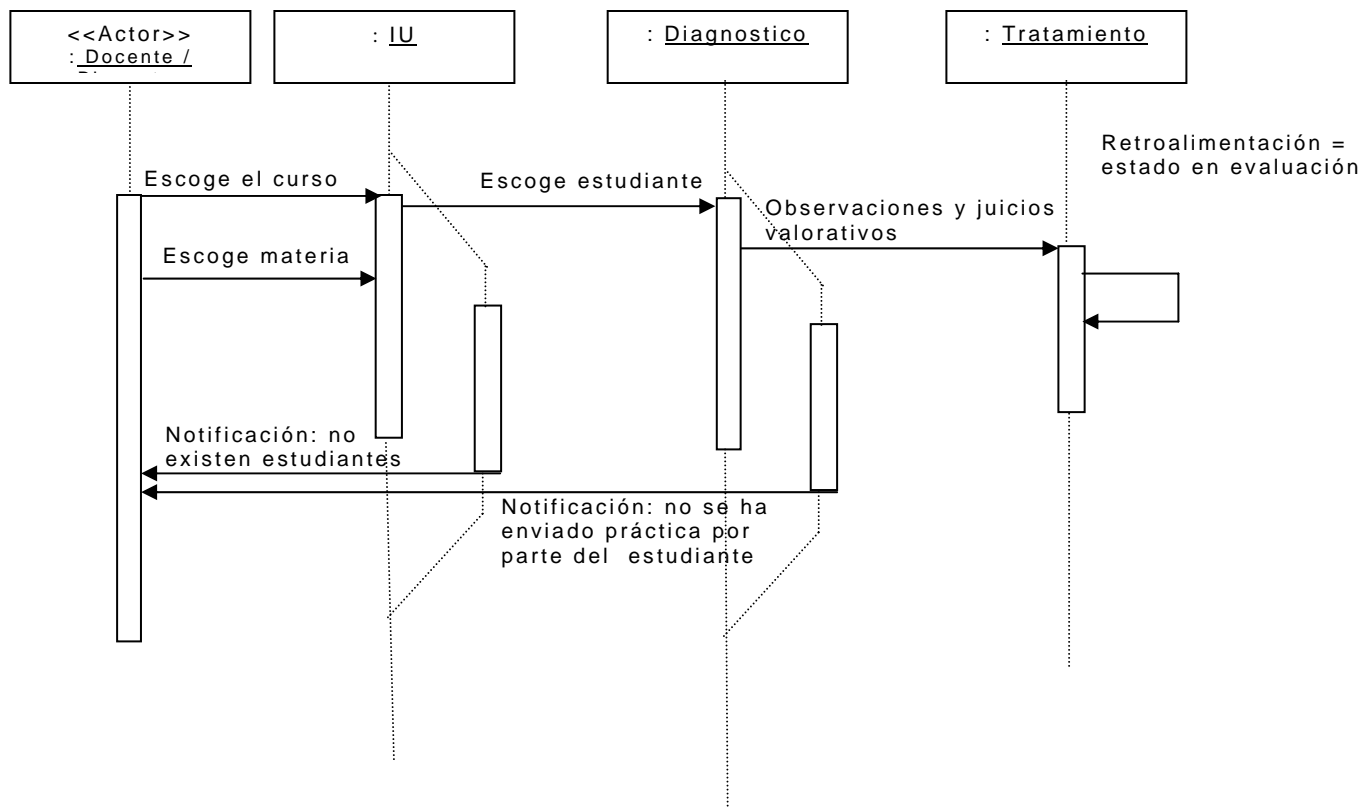 <<Actor>>
: Docente /
: IU
: Diagnostico
: Tratamiento
Retroalimentación =
estado en evaluación
Escoge el curso
Escoge estudiante
Observaciones y juicios
valorativos
Escoge materia
Notificación: no
existen estudiantes
Notificación: no se ha
enviado práctica por
parte del estudiante